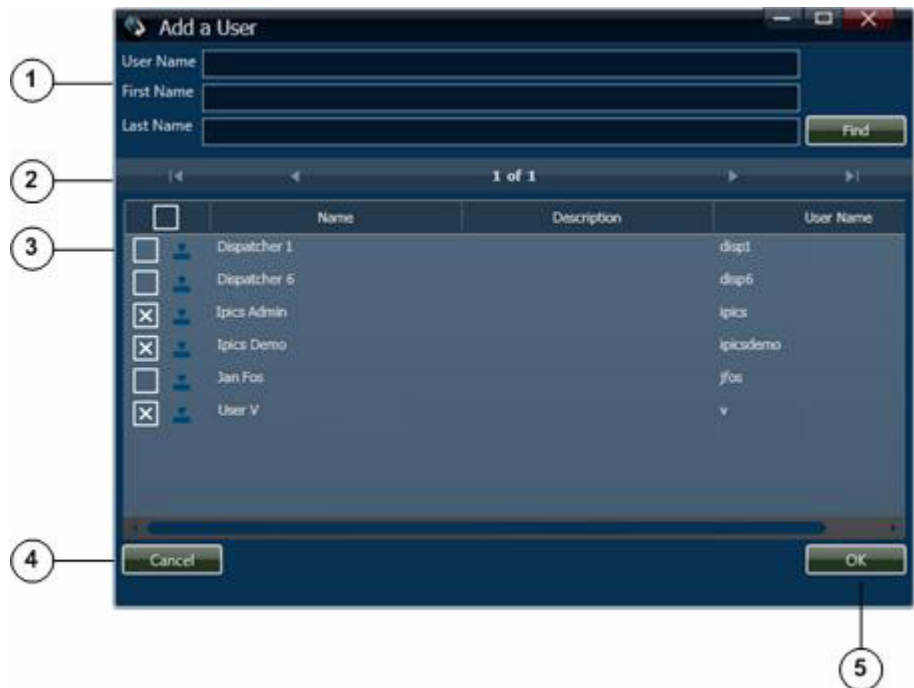 Add a User
User Name
1
First Name
Last Name
Find
2
1 of 1
Name Description User Name
3
Dispatcher 1 disp1
Dispatcher 6 disp6
Ipics Admin ipics
Ipics Demo ipicsdemo
Jan Fos jfos
User V v
4
Cancel OK
5